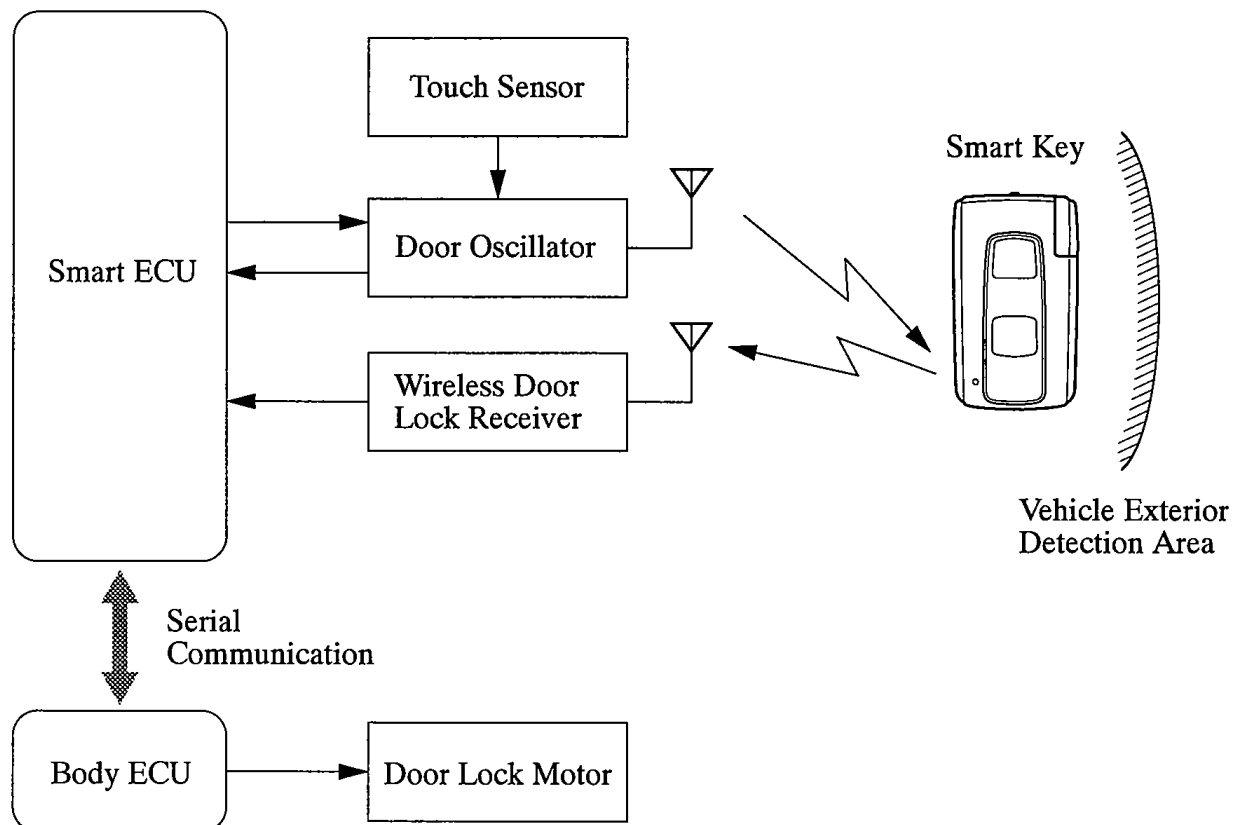 Touch Sensor
Smart Key
Door Oscillator
Smart ECU
Wireless Door
Lock Receiver
Vehicle Exterior
Detection Area
Serial
Communication
Body ECU
Door Lock Motor